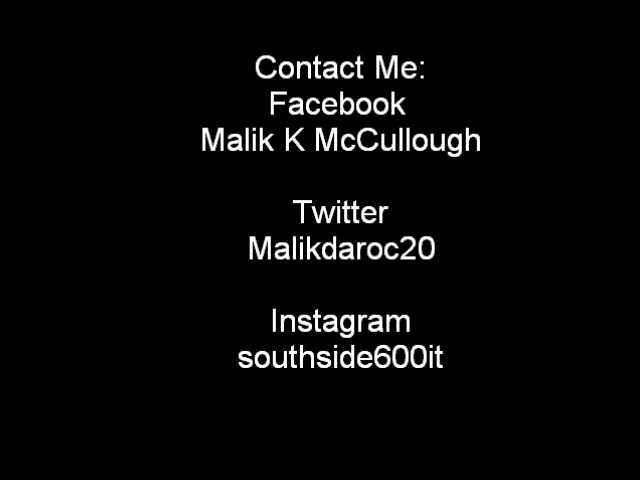 Contact Me:
Facebook
Malik K McCullough
Twitter
Malikdaroc20
Instagram
southside600it